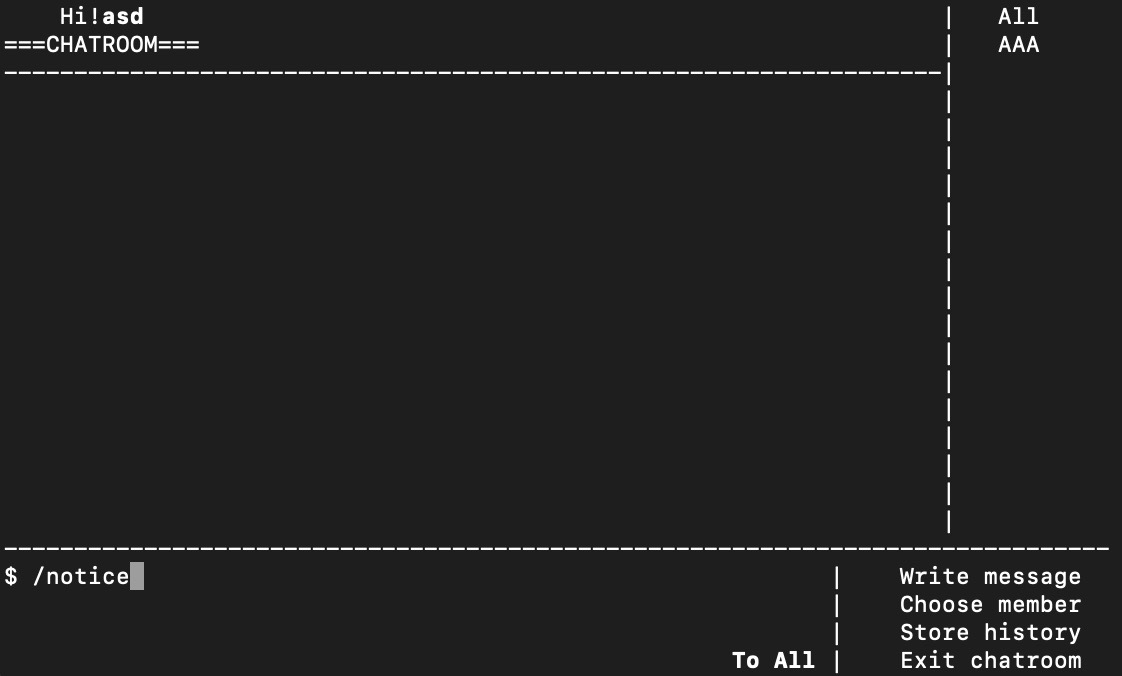 Hi!asd
===CHATROOM===
All
AAA
$ /notice
To All
Write message
Choose member
Store history
Exit chatroom